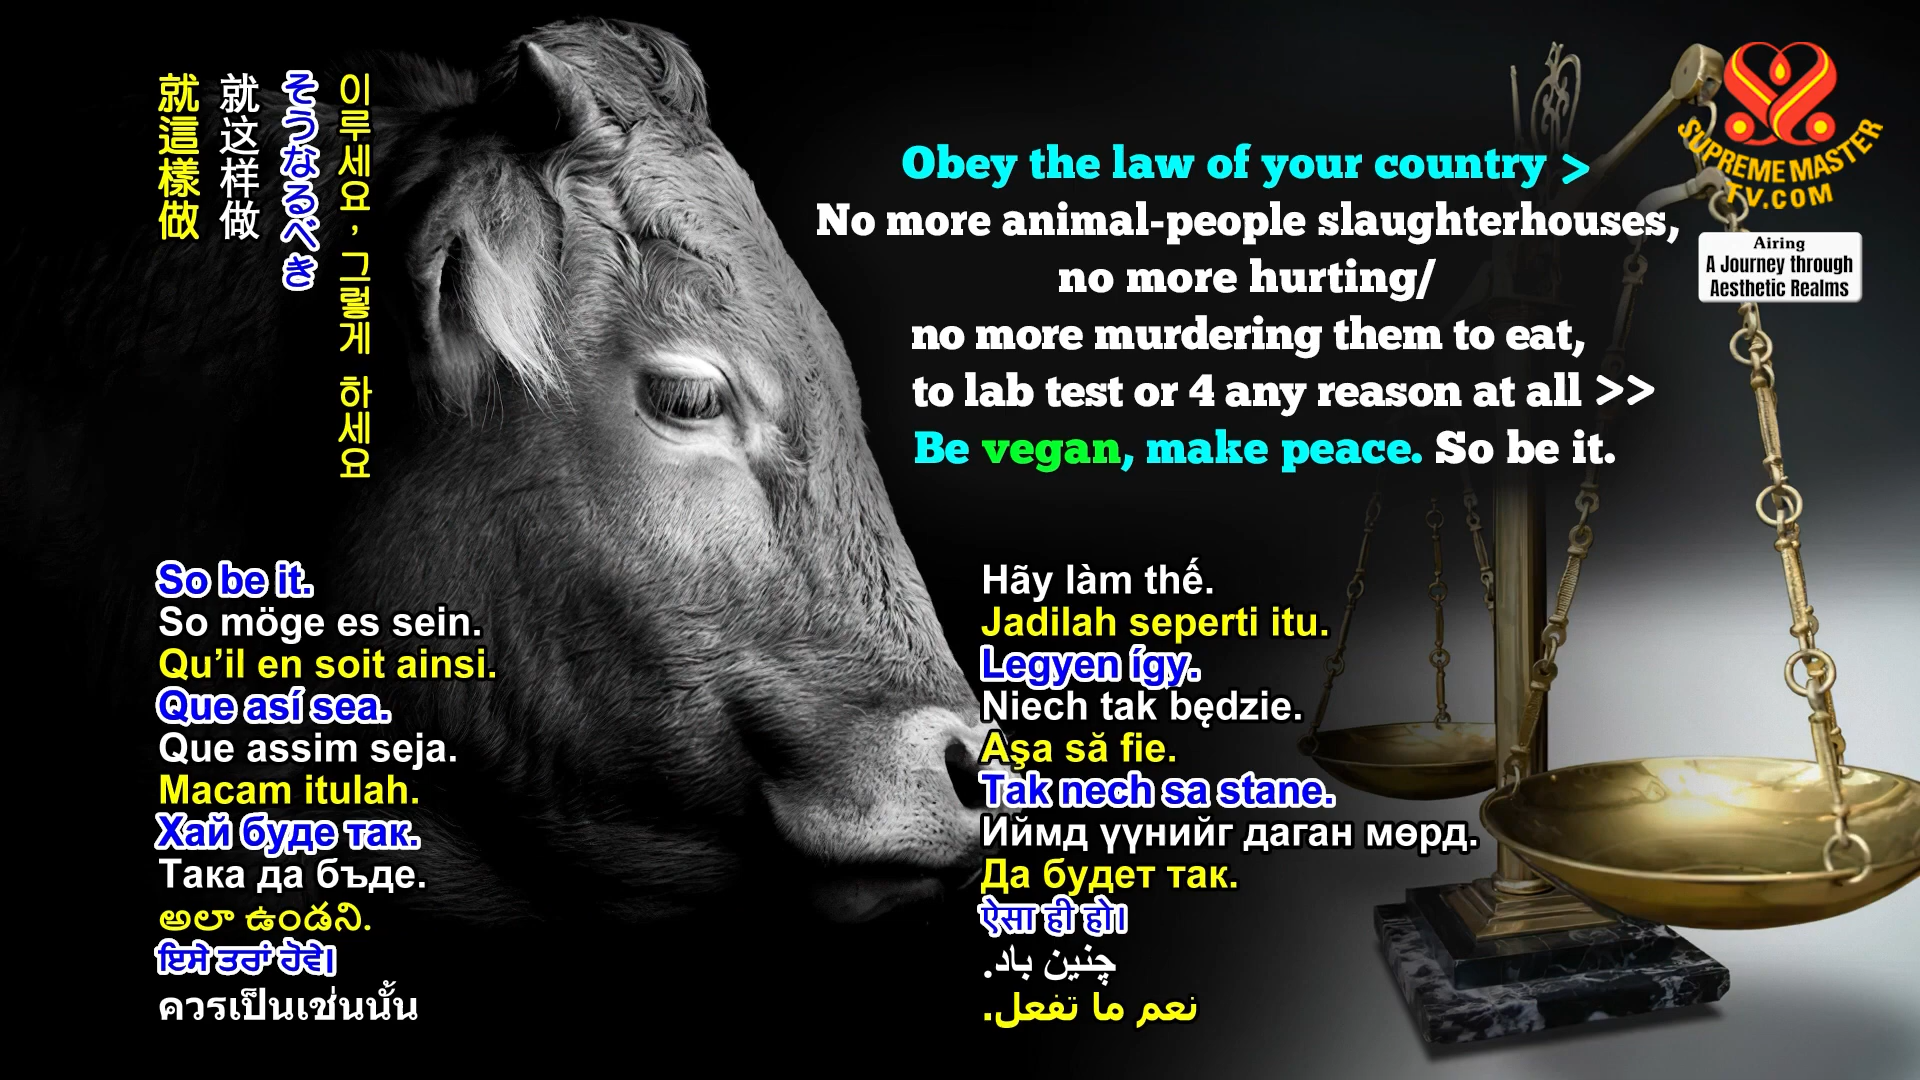 就這樣做
就这样做
そうなるべき
이루세요, 그렇게 하세요
Obey the law of your country >
No more animal-people slaughterhouses,
no more hurting/
no more murdering them to eat,
to lab test or 4 any reason at all >>
Be vegan, make peace. So be it.
SUPREME MASTER
TV.COM
Airing
A Journey through
Aesthetic Realms
So be it.
So möge es sein.
Qu’il en soit ainsi.
Que así sea.
Que assim seja.
Macam itulah.
Хай буде так.
Така да бъде.
అలా ఉండని.
ਇਸੇ ਤਰਾਂ ਹੋਵੇ।
ควรเป็นเช่นนั้น
Hãy làm thế.
Jadilah seperti itu.
Legyen így.
Niech tak będzie.
Aşa să fie.
Tak nech sa stane.
Иймд үүнийг даган мөрд.
Да будет так.
ऐसा ही हो।
چنین باد.
نعم ما تفعل.